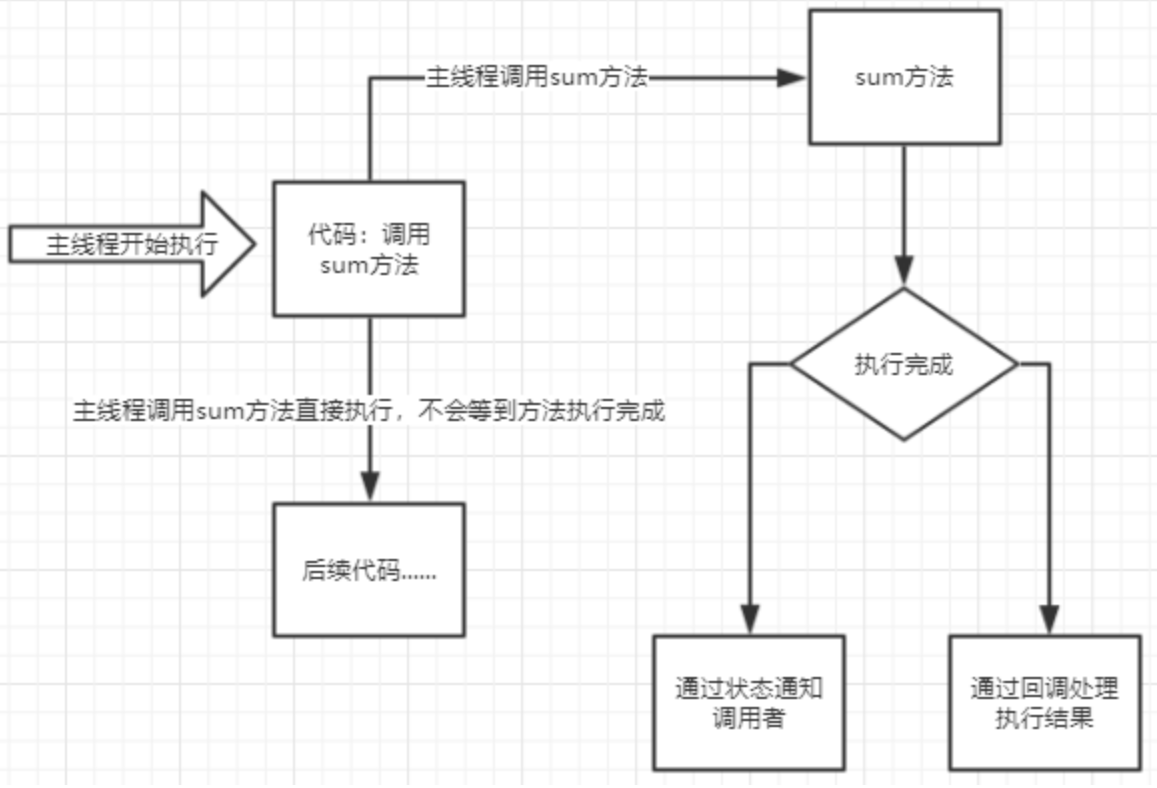 主线程调用sum方法
sum方法
主线程开始执行
代码：调用
sum方法
执行完成
主线程调用sum方法直接执行，不会等到方法执行完成
后续代码......
通过状态通知
调用者
通过回调处理
执行结果